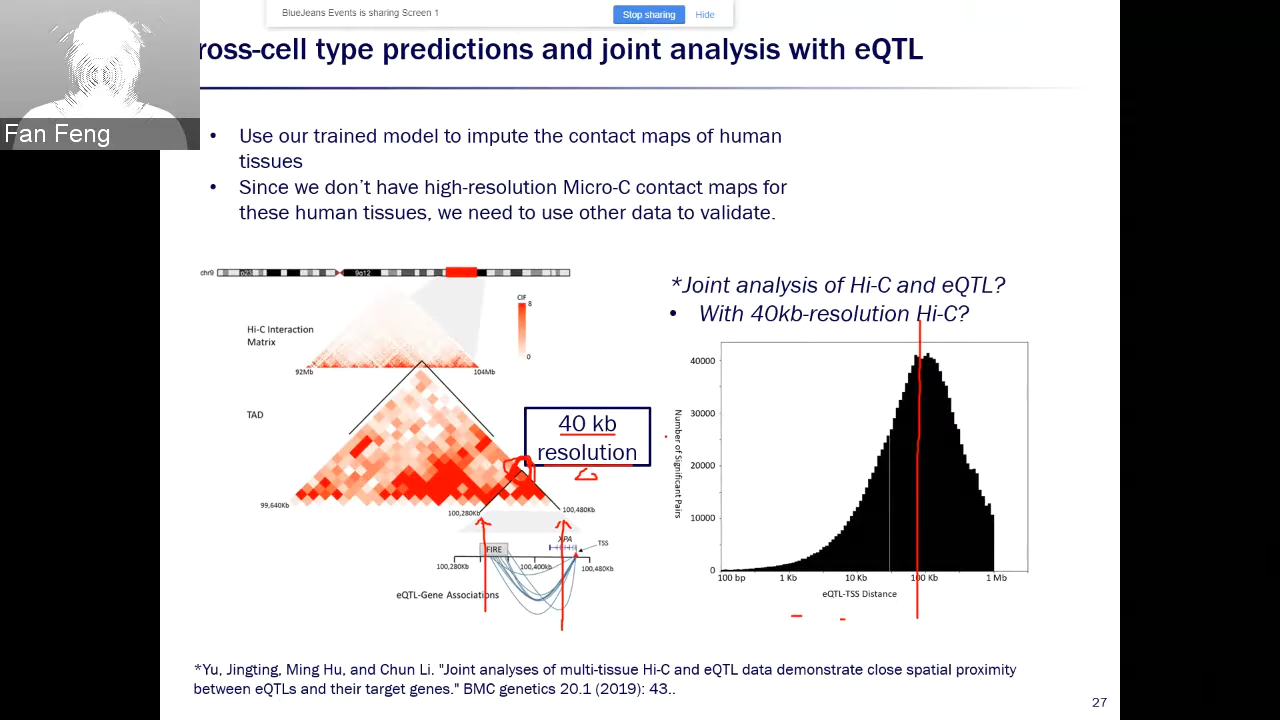 BlueJeans Events is sharing Screen 1
Stop sharing
Hide
ross-cell type predictions and joint analysis with eQTL
Fan Feng
• Use our trained model to impute the contact maps of human
tissues
• Since we don't have high-resolution Micro-C contact maps for
these human tissues, we need to use other data to validate.
chr9
9q12
Hi-C Interaction
Matrix
CIF
8
0
92Mb
104Mb
TAD
40 kb
resolution
99,640Kb
100,280Kb
100,480Kb
FIRE
XPA
TSS
100,280Kb
100,400kb
100,480Kb
eQTL-Gene Associations
*Joint analysis of Hi-C and eQTL?
• With 40kb-resolution Hi-C?
Number of Significant Pairs
40000
30000
20000
10000
0
100 bp
1 Kb
10 Kb
100 Kb
1 Mb
eQTL-TSS Distance
*Yu, Jingting, Ming Hu, and Chun Li. "Joint analyses of multi-tissue Hi-C and eQTL data demonstrate close spatial proximity
between eQTLs and their target genes." BMC genetics 20.1 (2019): 43..
27